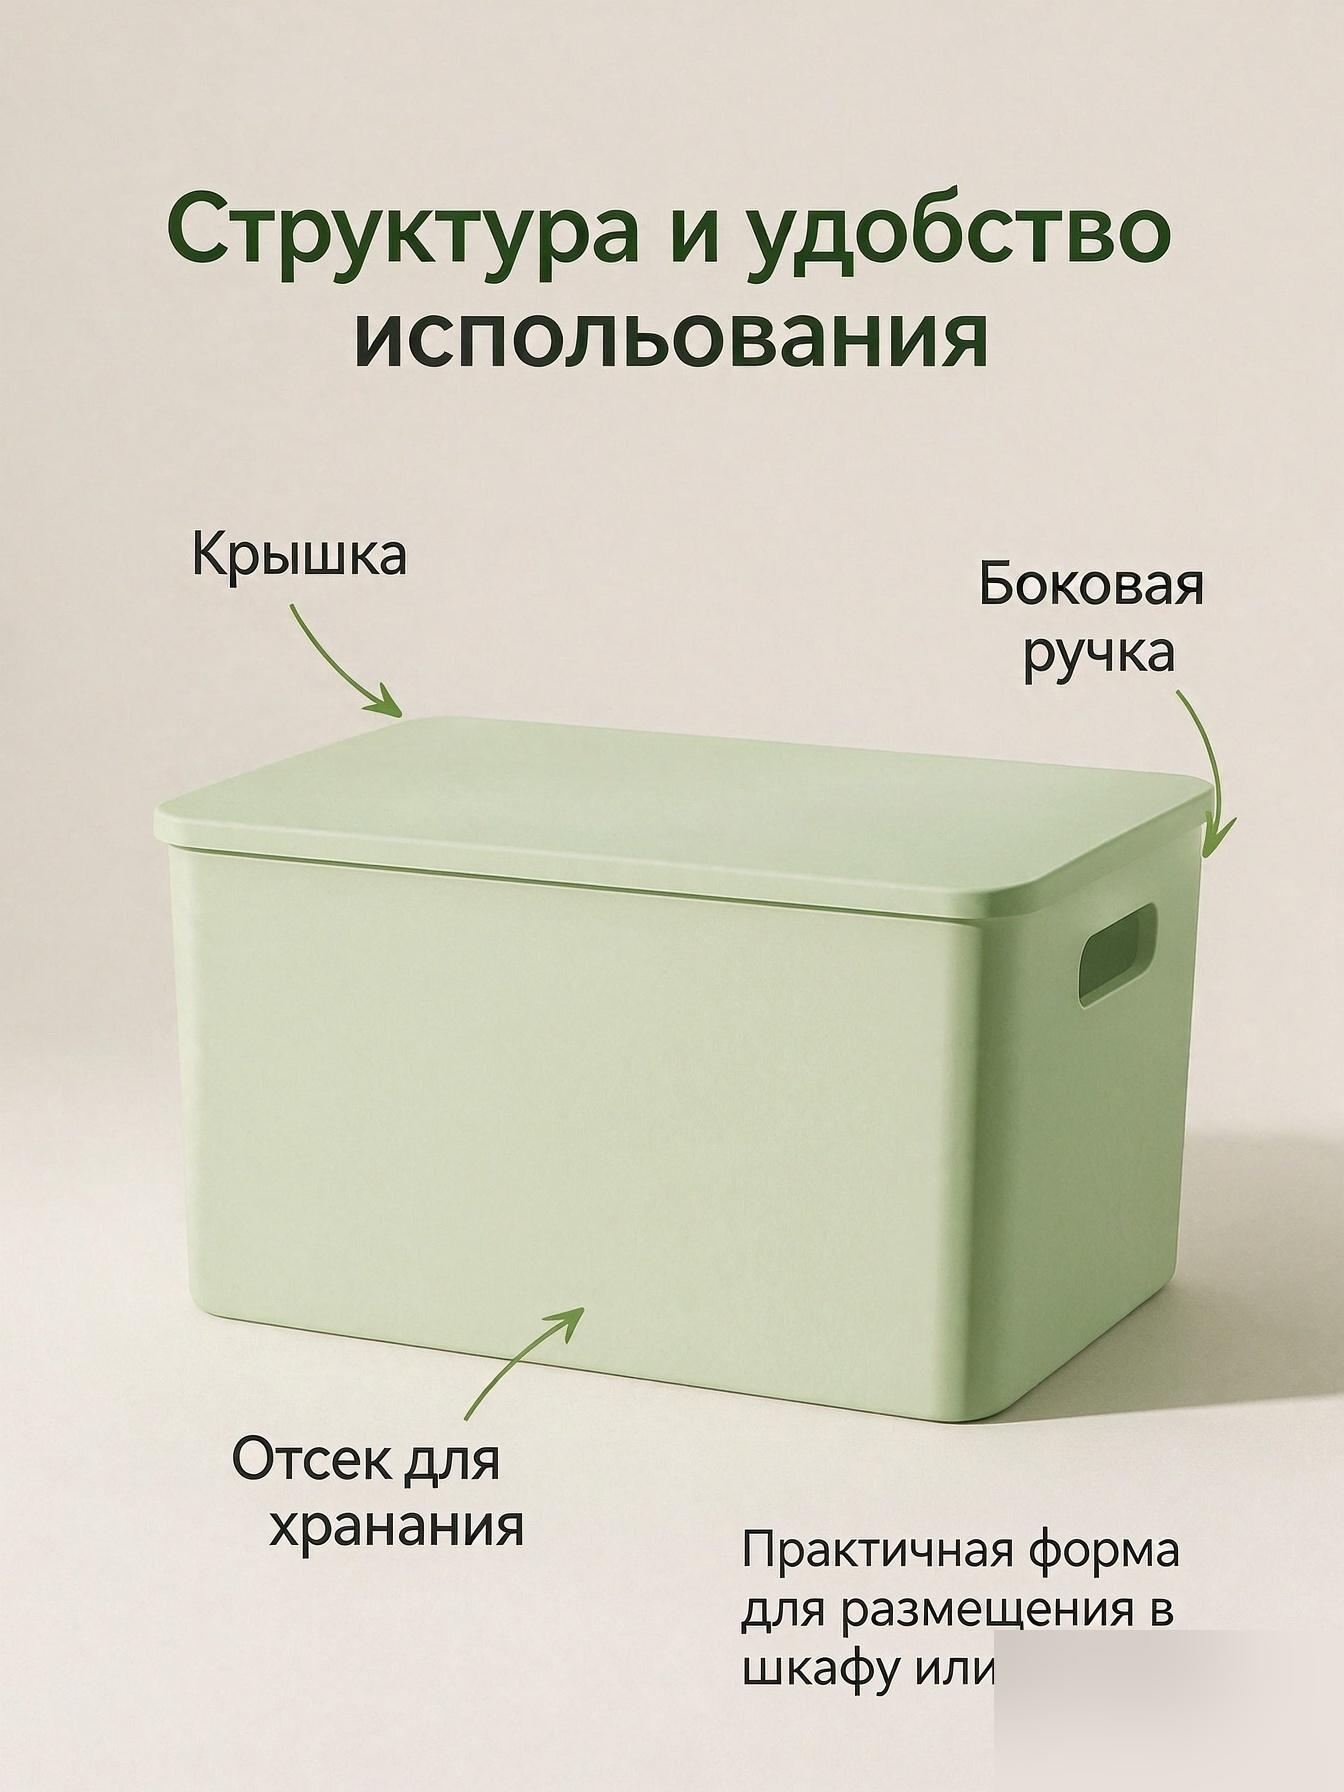 Структура и удобство
испольования
Крышка
Боковая
ручка
Отсек для
хранания
Практичная форма
для размещения в
шкафу или